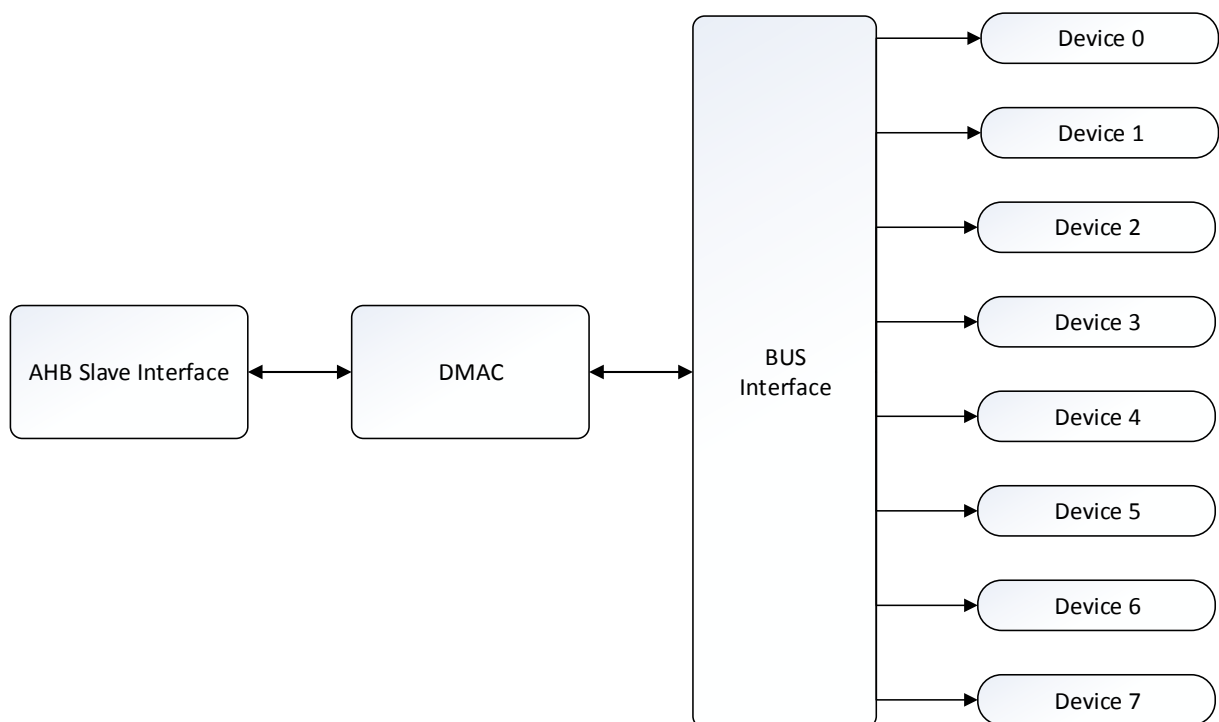 AHB Slave Interface
DMAC
BUS
Interface
Device 0
Device 1
Device 2
Device 3
Device 4
Device 5
Device 6
Device 7